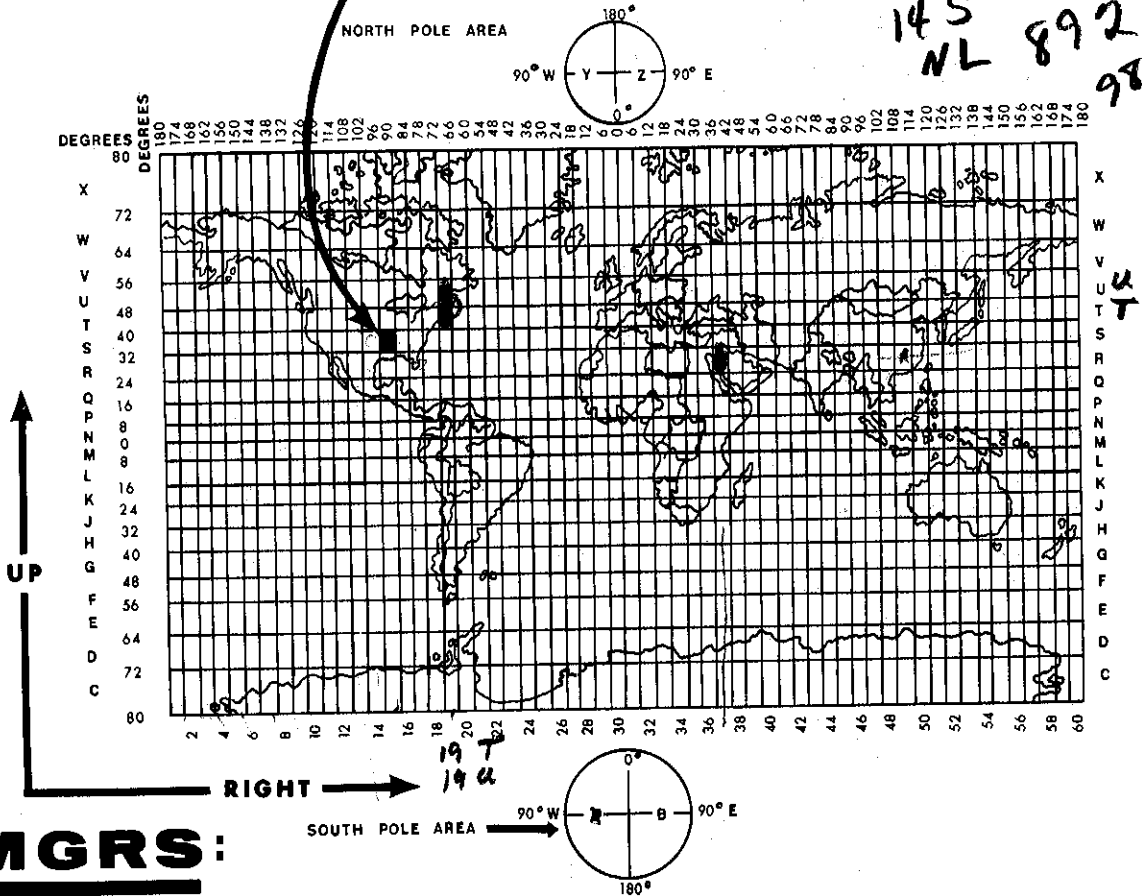 14 S
NL 892
98
NORTH POLE AREA
180°
90° W Y Z 90° E
0°
DEGREES
DEGREES
180 174 168 162 156 150 144 138 132 126 120 114 108 102 96 90 84 78 72 66 60 54 48 42 36 30 24 18 12 6 0 6 12 18 24 30 36 42 48 54 60 66 72 78 84 90 96 102 108 114 120 126 132 138 144 150 156 162 168 174 180
80
X X
72
W W
64
V V
56
U U u
48
T T T
40
S S
32
R R
24
Q Q
16
P P
8
N N
0
M M
8
L L
16
K K
24
J J
32
H H
40
G G
48
F F
56
E E
64
D D
72
C C
80
2 4 6 8 10 12 14 16 18 20 22 24 26 28 30 32 34 36 38 40 42 44 46 48 50 52 54 56 58 60
UP
19 T
19 u
RIGHT
0°
90° W B 90° E
SOUTH POLE AREA
180°
MGRS: